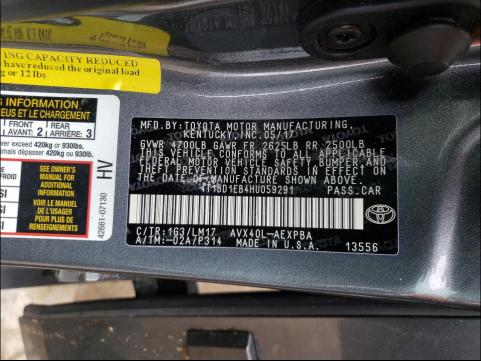 ING CAPACITY REDUCED
have reduced the original load
g or 12 lbs
NG INFORMATION
NEUS ET LE CHARGEMENT
FRONT AVANT: 2 REAR ARRIÈRE: 3
never exceed 420kg or 930lbs.
dépasser 420kg ou 930lbs.
SEE OWNER'S MANUAL FOR ADDITIONAL INFORMATION
VOIR LE MANUEL DE L'USAGER POUR PLUS DE RENSEIGNEMENTS
HV
42661-07130
MFD.BY:TOYOTA MOTOR MANUFACTURING,
KENTUCKY,INC. 05/17
GVWR 4700LB GAWR FR 2625LB RR 2500LB
THIS VEHICLE CONFORMS TO ALL APPLICABLE
FEDERAL MOTOR VEHICLE SAFETY, BUMPER, AND
THEFT PREVENTION STANDARDS IN EFFECT ON
THE DATE OF MANUFACTURE SHOWN ABOVE.
4T1BD1EB4HU059291 PASS.CAR
C/TR:1G3/LM17 AVX40L-AEXPBA
A/TM:-02A/P314 MADE IN U.S.A.
13556
TOYOTA